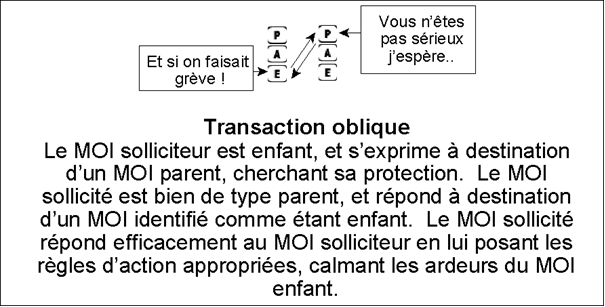 P P
A A
E E
Et si on faisait
grève !
Vous n'êtes
pas sérieux
j'espère..
Transaction oblique
Le MOI solliciteur est enfant, et s'exprime à destination
d'un MOI parent, cherchant sa protection. Le MOI
sollicité est bien de type parent, et répond à destination
d'un MOI identifié comme étant enfant. Le MOI sollicité
répond efficacement au MOI solliciteur en lui posant les
règles d'action appropriées, calmant les ardeurs du MOI
enfant.